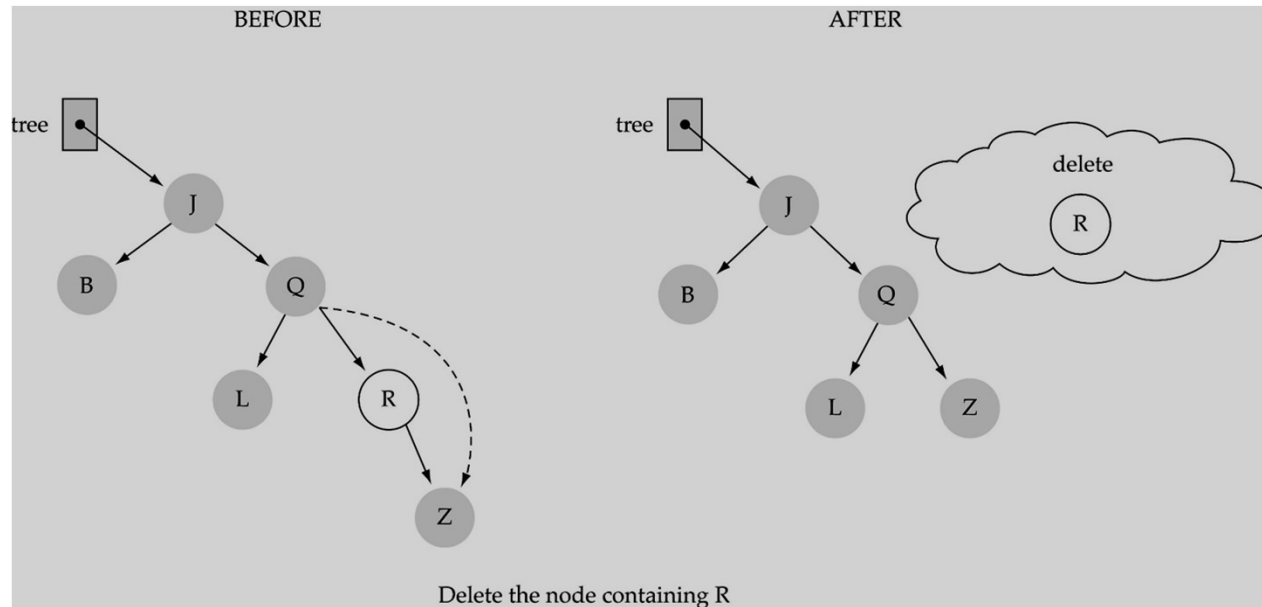 BEFORE
AFTER
tree
J
B
Q
L
R
Z
tree
delete
R
J
B
Q
L
Z
Delete the node containing R